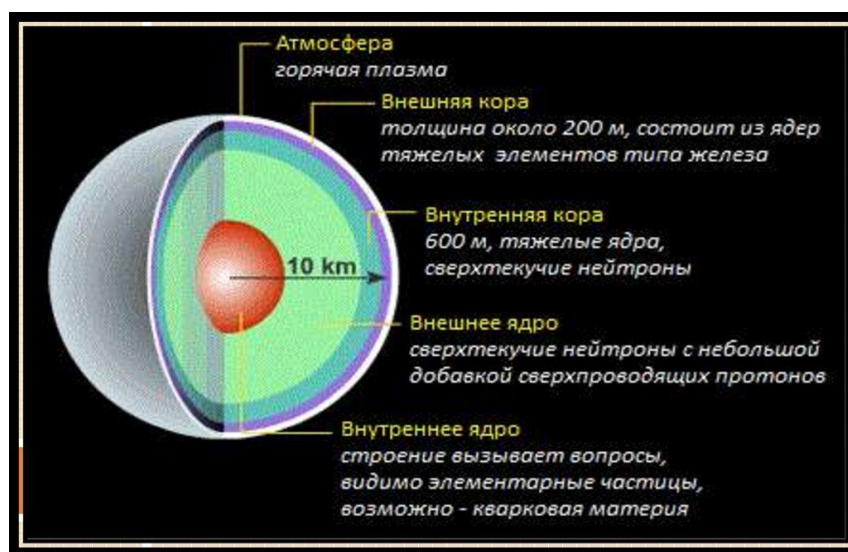 Атмосфера
горячая плазма
Внешняя кора
толщина около 200 м, состоит из ядер
тяжелых элементов типа железа
Внутренняя кора
600 м, тяжелые ядра,
сверхтекучие нейтроны
10 km
Внешнее ядро
сверхтекучие нейтроны с небольшой
добавкой сверхпроводящих протонов
Внутреннее ядро
строение вызывает вопросы,
видимо элементарные частицы,
возможно - кварковая материя